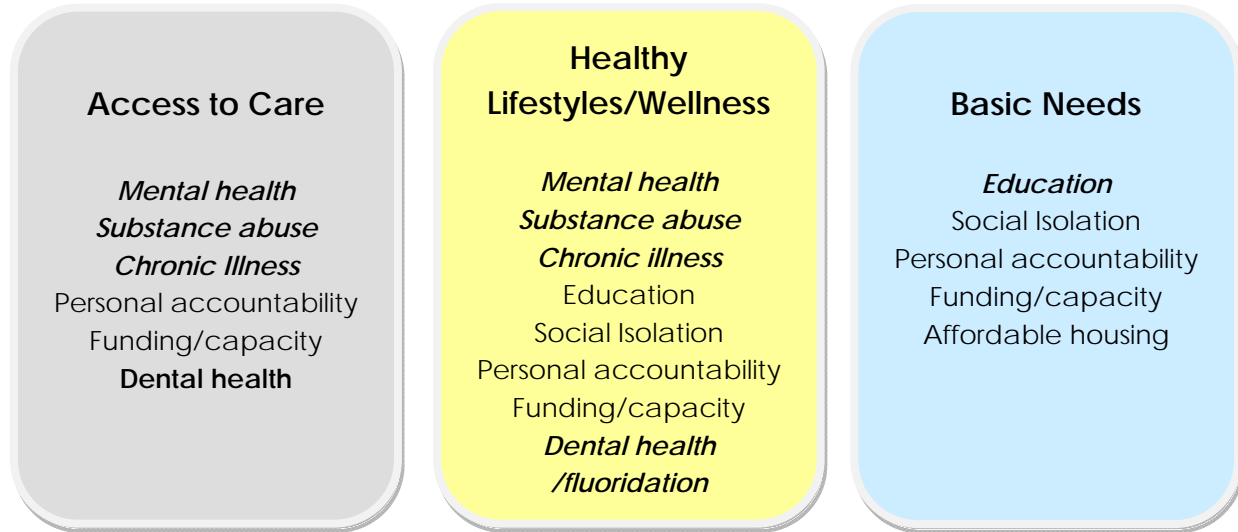 Access to Care
Mental health
Substance abuse
Chronic Illness
Personal accountability
Funding/capacity
Dental health
Healthy
Lifestyles/Wellness
Mental health
Substance abuse
Chronic illness
Education
Social Isolation
Personal accountability
Funding/capacity
Dental health
/fluoridation
Basic Needs
Education
Social Isolation
Personal accountability
Funding/capacity
Affordable housing